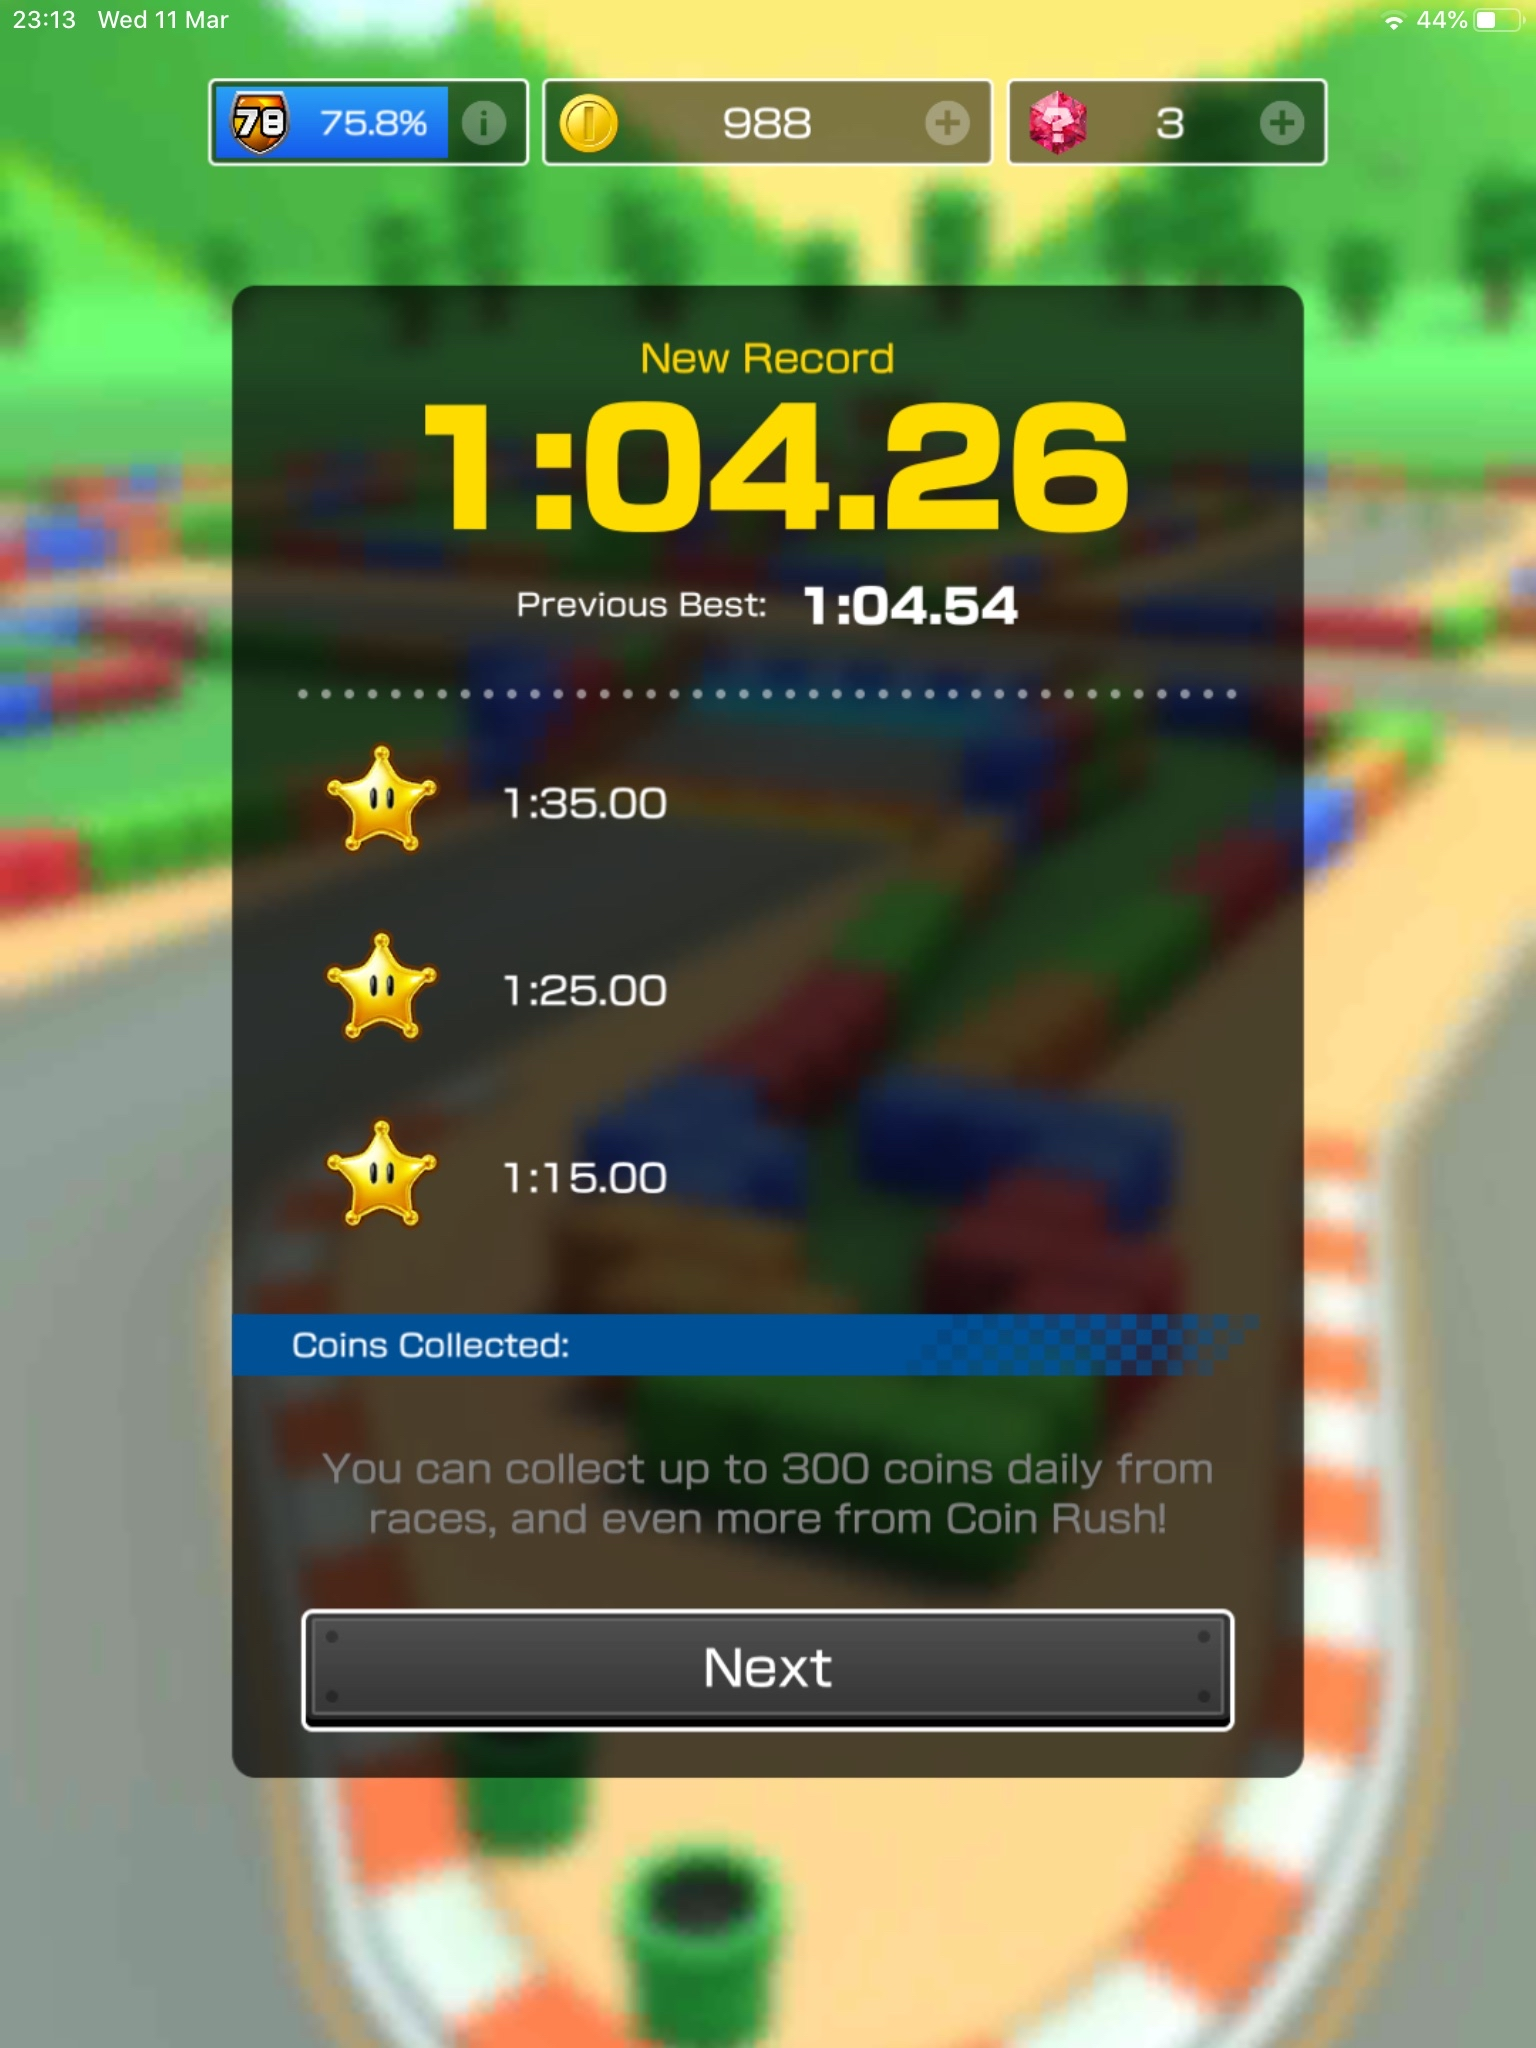 23:13 Wed 11 Mar 44%
78 75.8% i 988 + ? 3 +
New Record
1:04.26
Previous Best: 1:04.54
1:35.00
1:25.00
1:15.00
Coins Collected:
You can collect up to 300 coins daily from
races, and even more from Coin Rush!
Next